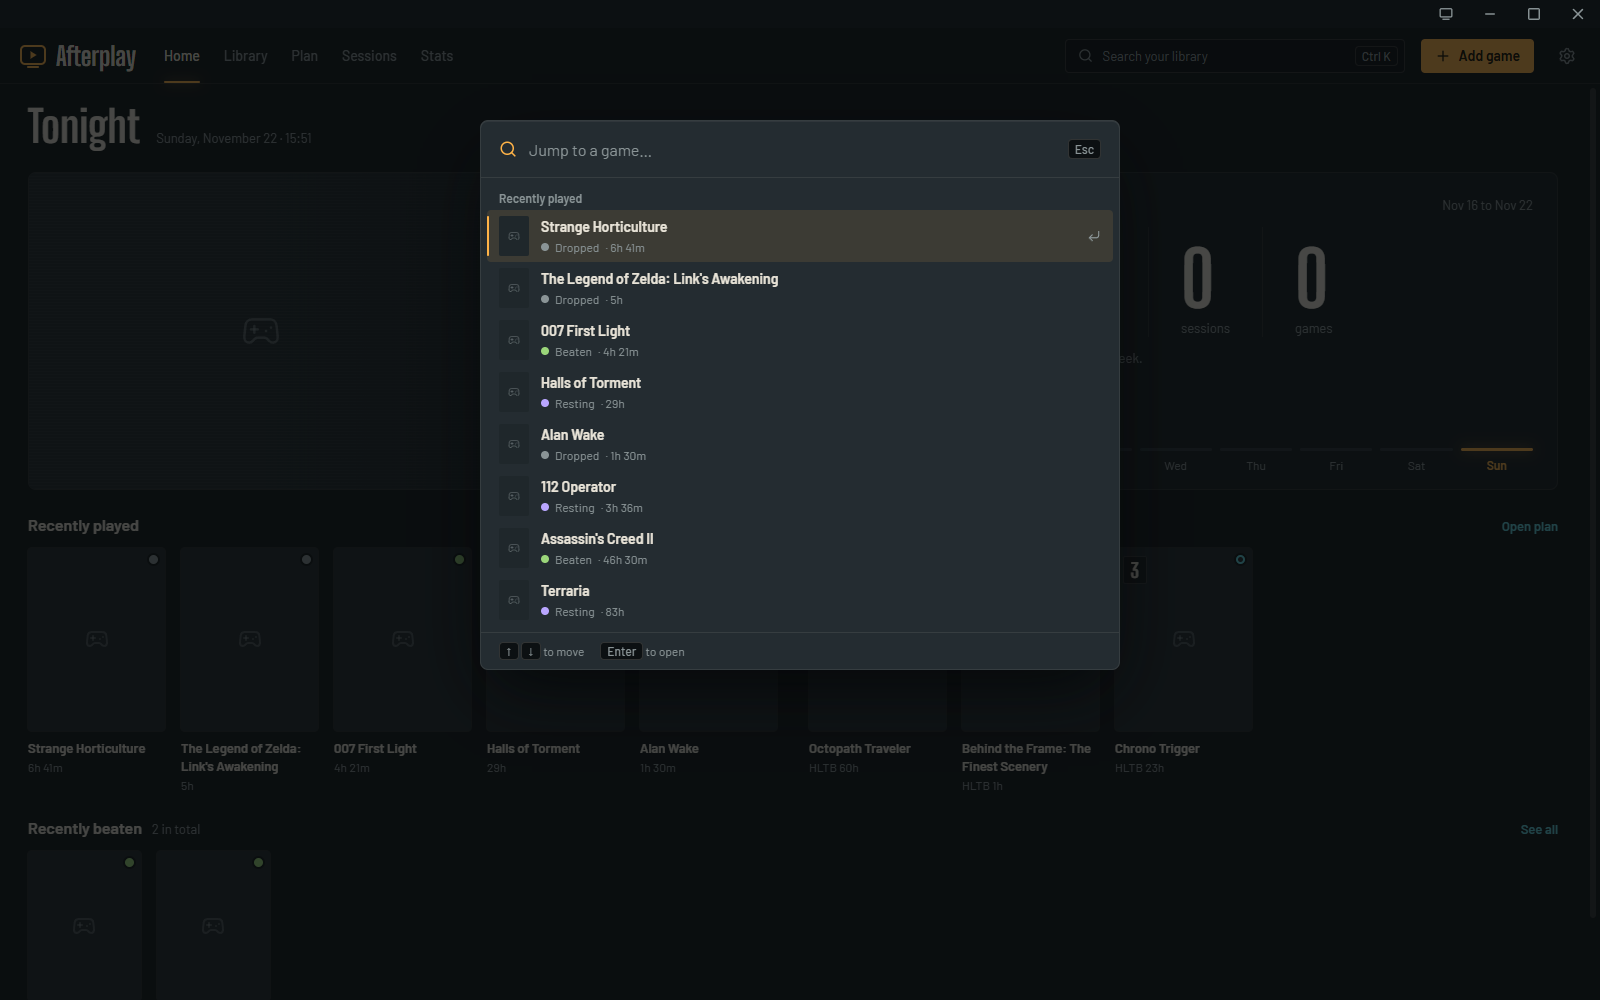 Afterplay
Home
Library
Plan
Sessions
Stats
Search your library
Ctrl K
Add game
Tonight
Sunday, November 22 · 15:51
Jump to a game...
Esc
Recently played
Strange Horticulture
Dropped · 6h 41m
The Legend of Zelda: Link's Awakening
Dropped · 5h
007 First Light
Beaten · 4h 21m
Halls of Torment
Resting · 29h
Alan Wake
Dropped · 1h 30m
112 Operator
Resting · 3h 36m
Assassin's Creed II
Beaten · 46h 30m
Terraria
Resting · 83h
↑ ↓ to move Enter to open
Nov 16 to Nov 22
0
sessions
0
games
eek.
Wed
Thu
Fri
Sat
Sun
Recently played
Open plan
3
Strange Horticulture
6h 41m
The Legend of Zelda:
Link's Awakening
5h
007 First Light
4h 21m
Halls of Torment
29h
Alan Wake
1h 30m
Octopath Traveler
HLTB 60h
Behind the Frame: The
Finest Scenery
HLTB 1h
Chrono Trigger
HLTB 23h
Recently beaten 2 in total
See all